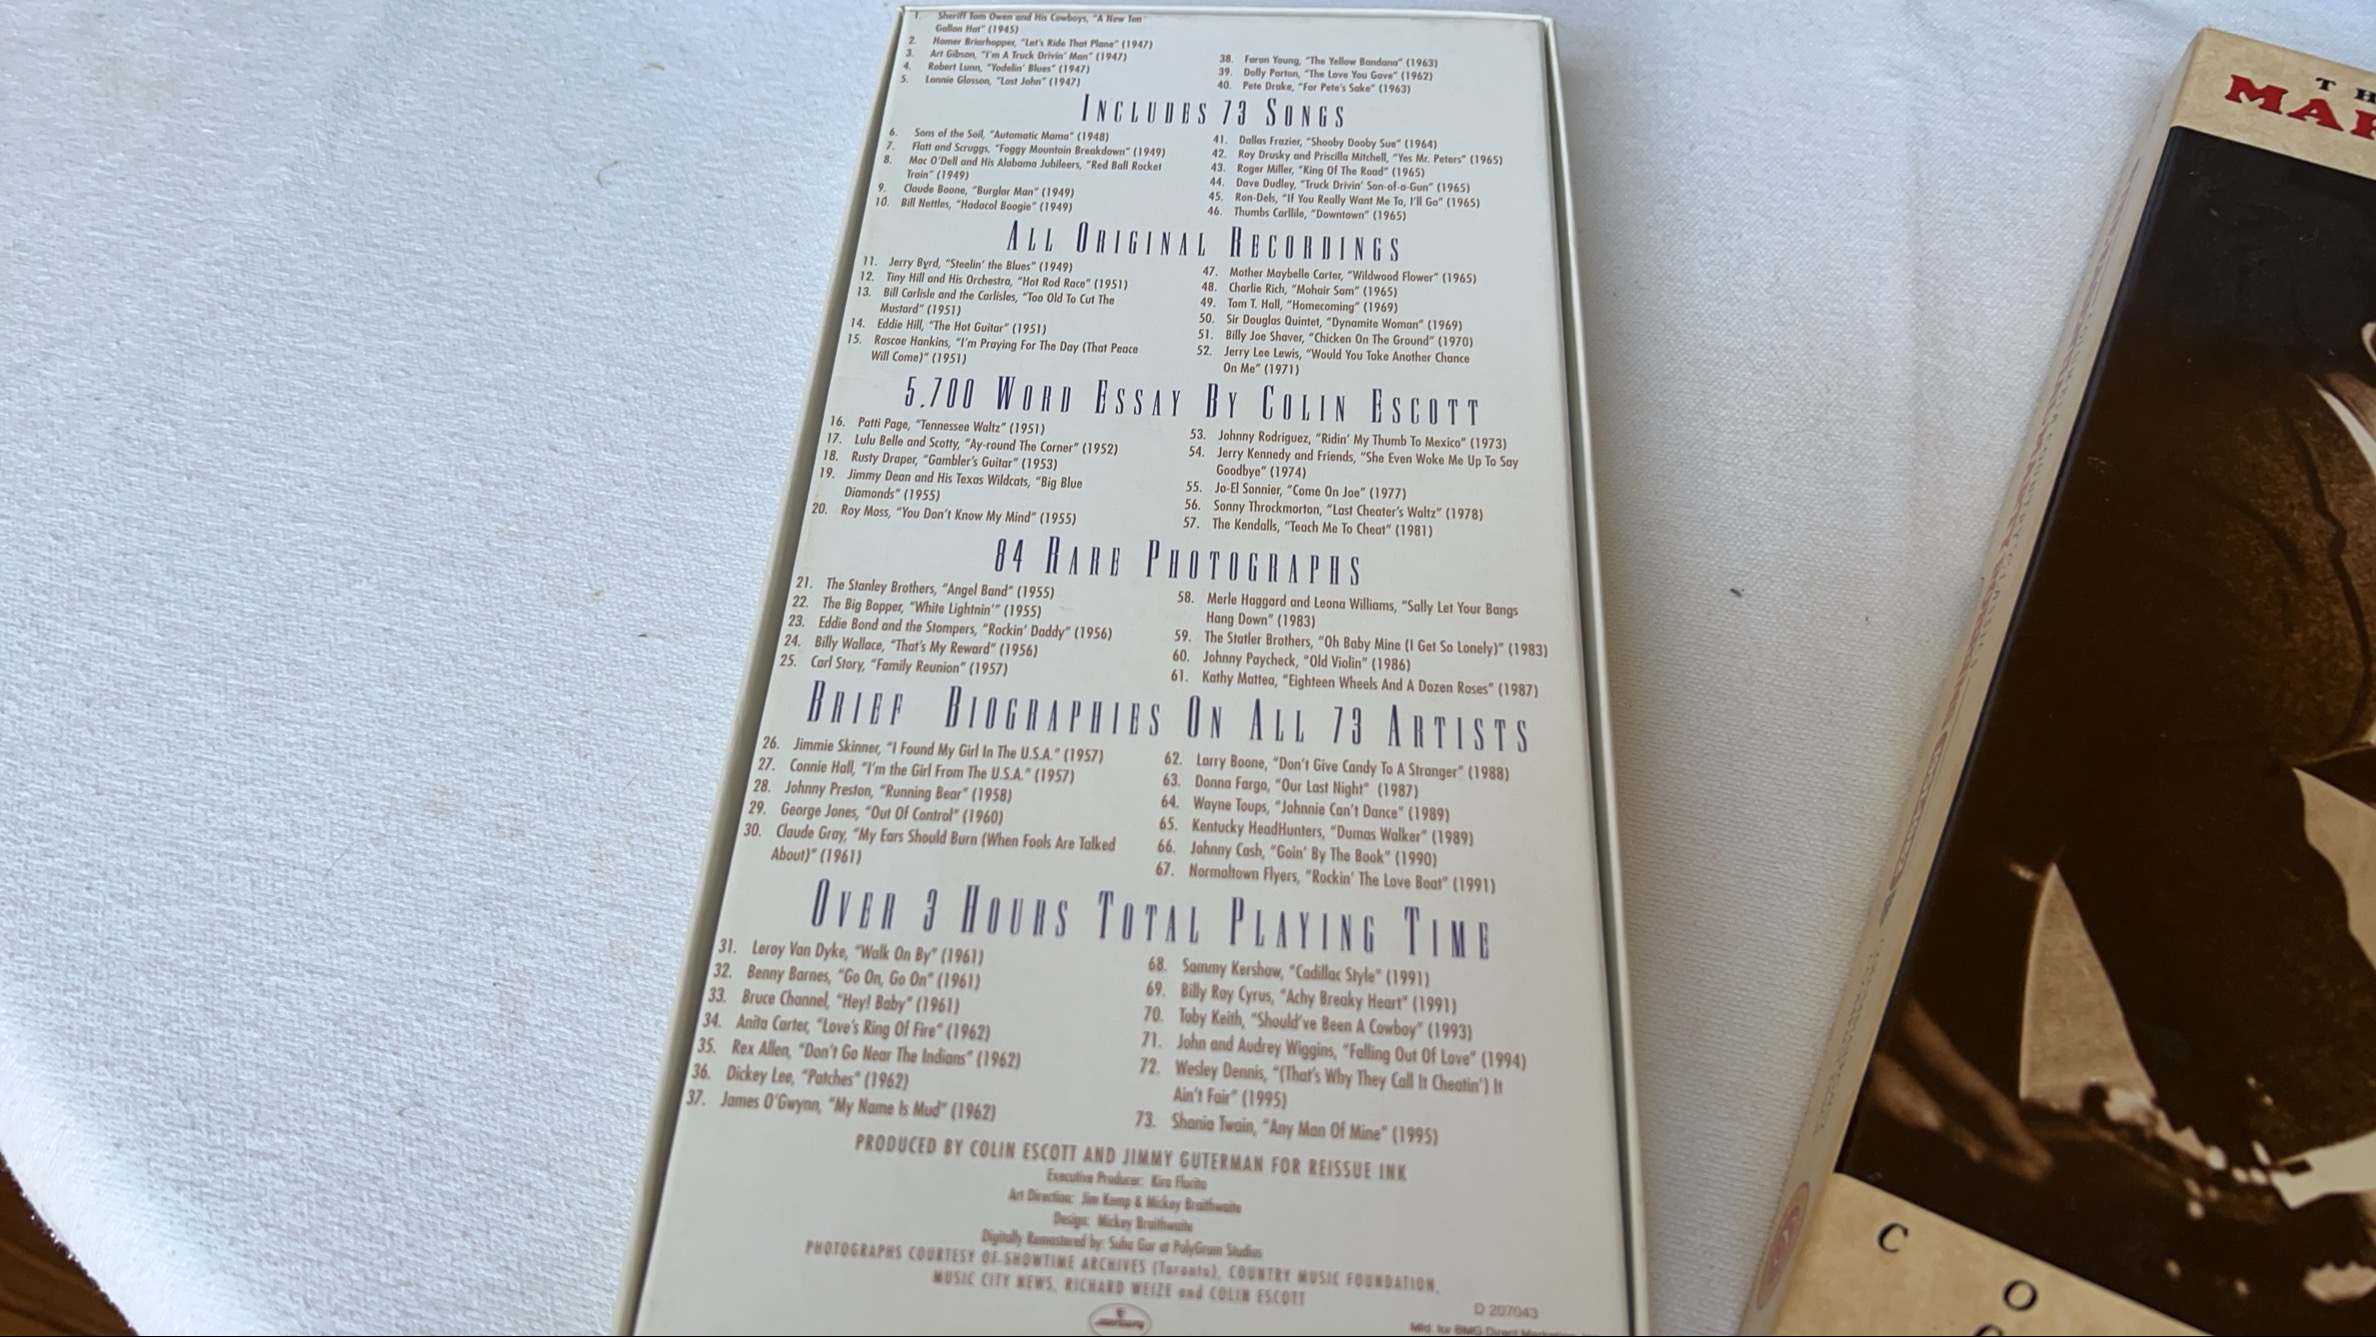 1. Sheriff Tom Owen and His Cowboys, "A New Ten
Gallon Hat" (1945)
2. Homer Briarhopper, "Let's Ride That Plane" (1947)
3. Art Gibson, "I'm A Truck Drivin' Man" (1947)
4. Robert Lunn, "Yodelin' Blues" (1947)
5. Lonnie Glosson, "Lost John" (1947)
38. Faron Young, "The Yellow Bandana" (1963)
39. Dolly Parton, "The Love You Gave" (1962)
40. Pete Drake, "For Pete's Sake" (1963)
INCLUDES 73 SONGS
6. Sons of the Soil, "Automatic Mama" (1948)
7. Flatt and Scruggs, "Foggy Mountain Breakdown" (1949)
8. Mac O'Dell and His Alabama Jubileers, "Red Ball Rocket
Train" (1949)
9. Claude Boone, "Burglar Man" (1949)
10. Bill Nettles, "Hadacol Boogie" (1949)
41. Dallas Frazier, "Shooby Dooby Sue" (1964)
42. Roy Drusky and Priscilla Mitchell, "Yes Mr. Peters" (1965)
43. Roger Miller, "King Of The Road" (1965)
44. Dave Dudley, "Truck Drivin' Son-of-a-Gun" (1965)
45. Ron-Dels, "If You Really Want Me To, I'll Go" (1965)
46. Thumbs Carllile, "Downtown" (1965)
ALL ORIGINAL RECORDINGS
11. Jerry Byrd, "Steelin' the Blues" (1949)
12. Tiny Hill and His Orchestra, "Hot Rod Race" (1951)
13. Bill Carlisle and the Carlisles, "Too Old To Cut The
Mustard" (1951)
14. Eddie Hill, "The Hot Guitar" (1951)
15. Roscoe Hankins, "I'm Praying For The Day (That Peace
Will Come)" (1951)
47. Mother Maybelle Carter, "Wildwood Flower" (1965)
48. Charlie Rich, "Mohair Sam" (1965)
49. Tom T. Hall, "Homecoming" (1969)
50. Sir Douglas Quintet, "Dynamite Woman" (1969)
51. Billy Joe Shaver, "Chicken On The Ground" (1970)
52. Jerry Lee Lewis, "Would You Take Another Chance
On Me" (1971)
5,700 WORD ESSAY BY COLIN ESCOTT
16. Patti Page, "Tennessee Waltz" (1951)
17. Lulu Belle and Scotty, "Ay-round The Corner" (1952)
18. Rusty Draper, "Gambler's Guitar" (1953)
19. Jimmy Dean and His Texas Wildcats, "Big Blue
Diamonds" (1955)
20. Roy Moss, "You Don't Know My Mind" (1955)
53. Johnny Rodriguez, "Ridin' My Thumb To Mexico" (1973)
54. Jerry Kennedy and Friends, "She Even Woke Me Up To Say
Goodbye" (1974)
55. Jo-El Sonnier, "Come On Joe" (1977)
56. Sonny Throckmorton, "Last Cheater's Waltz" (1978)
57. The Kendalls, "Teach Me To Cheat" (1981)
84 RARE PHOTOGRAPHS
21. The Stanley Brothers, "Angel Band" (1955)
22. The Big Bopper, "White Lightnin'" (1955)
23. Eddie Bond and the Stompers, "Rockin' Daddy" (1956)
24. Billy Wallace, "That's My Reward" (1956)
25. Carl Story, "Family Reunion" (1957)
58. Merle Haggard and Leona Williams, "Sally Let Your Bangs
Hang Down" (1983)
59. The Statler Brothers, "Oh Baby Mine (I Get So Lonely)" (1983)
60. Johnny Paycheck, "Old Violin" (1986)
61. Kathy Mattea, "Eighteen Wheels And A Dozen Roses" (1987)
BRIEF BIOGRAPHIES ON ALL 73 ARTISTS
26. Jimmie Skinner, "I Found My Girl In The U.S.A." (1957)
27. Connie Hall, "I'm the Girl From The U.S.A." (1957)
28. Johnny Preston, "Running Bear" (1958)
29. George Jones, "Out Of Control" (1960)
30. Claude Gray, "My Ears Should Burn (When Fools Are Talked
About)" (1961)
62. Larry Boone, "Don't Give Candy To A Stranger" (1988)
63. Donna Fargo, "Our Last Night" (1987)
64. Wayne Toups, "Johnnie Can't Dance" (1989)
65. Kentucky HeadHunters, "Dumas Walker" (1989)
66. Johnny Cash, "Goin' By The Book" (1990)
67. Normaltown Flyers, "Rockin' The Love Boat" (1991)
OVER 3 HOURS TOTAL PLAYING TIME
31. Leroy Van Dyke, "Walk On By" (1961)
32. Benny Barnes, "Go On, Go On" (1961)
33. Bruce Channel, "Hey! Baby" (1961)
34. Anita Carter, "Love's Ring Of Fire" (1962)
35. Rex Allen, "Don't Go Near The Indians" (1962)
36. Dickey Lee, "Patches" (1962)
37. James O'Gwynn, "My Name Is Mud" (1962)
68. Sammy Kershaw, "Cadillac Style" (1991)
69. Billy Ray Cyrus, "Achy Breaky Heart" (1991)
70. Toby Keith, "Should've Been A Cowboy" (1993)
71. John and Audrey Wiggins, "Falling Out Of Love" (1994)
72. Wesley Dennis, "(That's Why They Call It Cheatin') It
Ain't Fair" (1995)
73. Shania Twain, "Any Man Of Mine" (1995)
PRODUCED BY COLIN ESCOTT AND JIMMY GUTERMAN FOR REISSUE INK
Executive Producer: Kira Florita
Art Direction: Jim Kemp & Mickey Braithwaite
Design: Mickey Braithwaite
Digitally Remastered by: Suha Gur at PolyGram Studios
PHOTOGRAPHS COURTESY OF SHOWTIME ARCHIVES (Toronto), COUNTRY MUSIC FOUNDATION,
MUSIC CITY NEWS, RICHARD WEIZE and COLIN ESCOTT
mercury
D 207043
Mfd. for BMG Direct
TH
MA
C
O